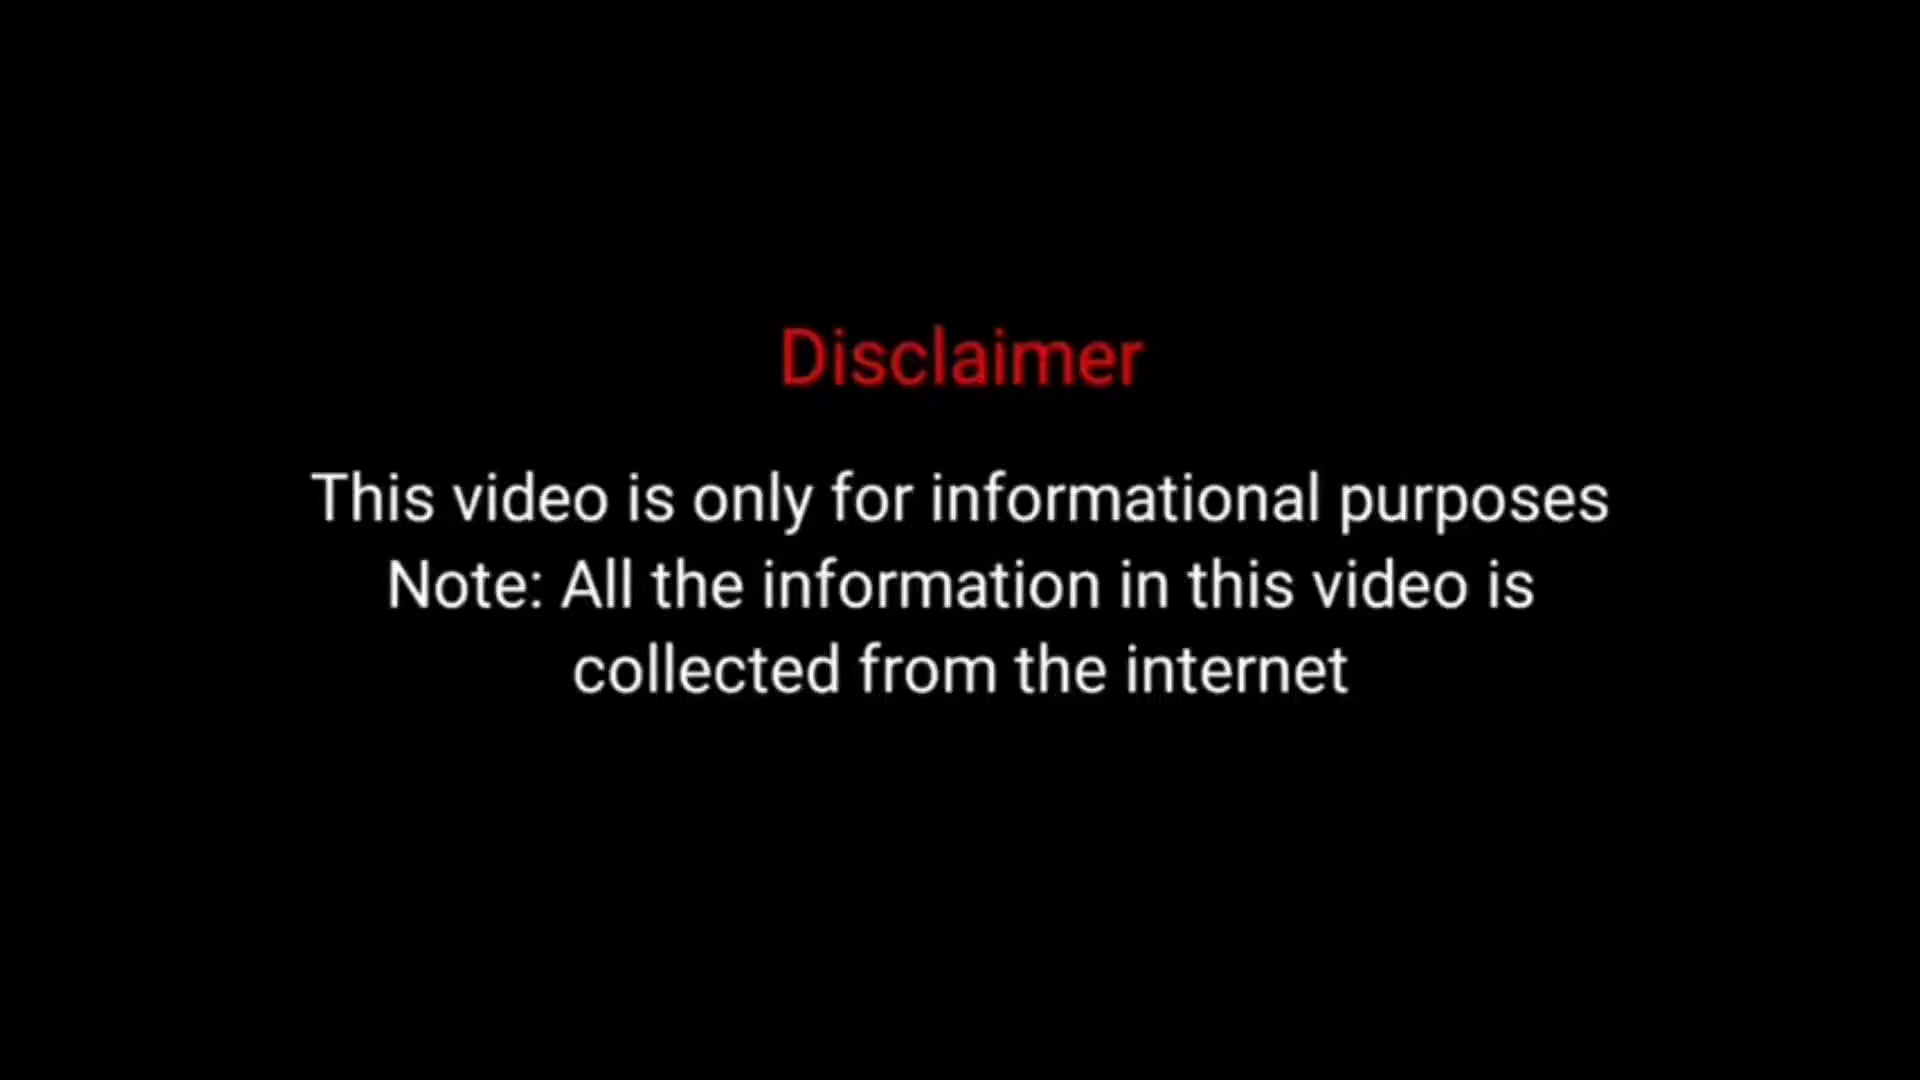 Disclaimer
This video is only for informational purposes
Note: All the information in this video is
collected from the internet